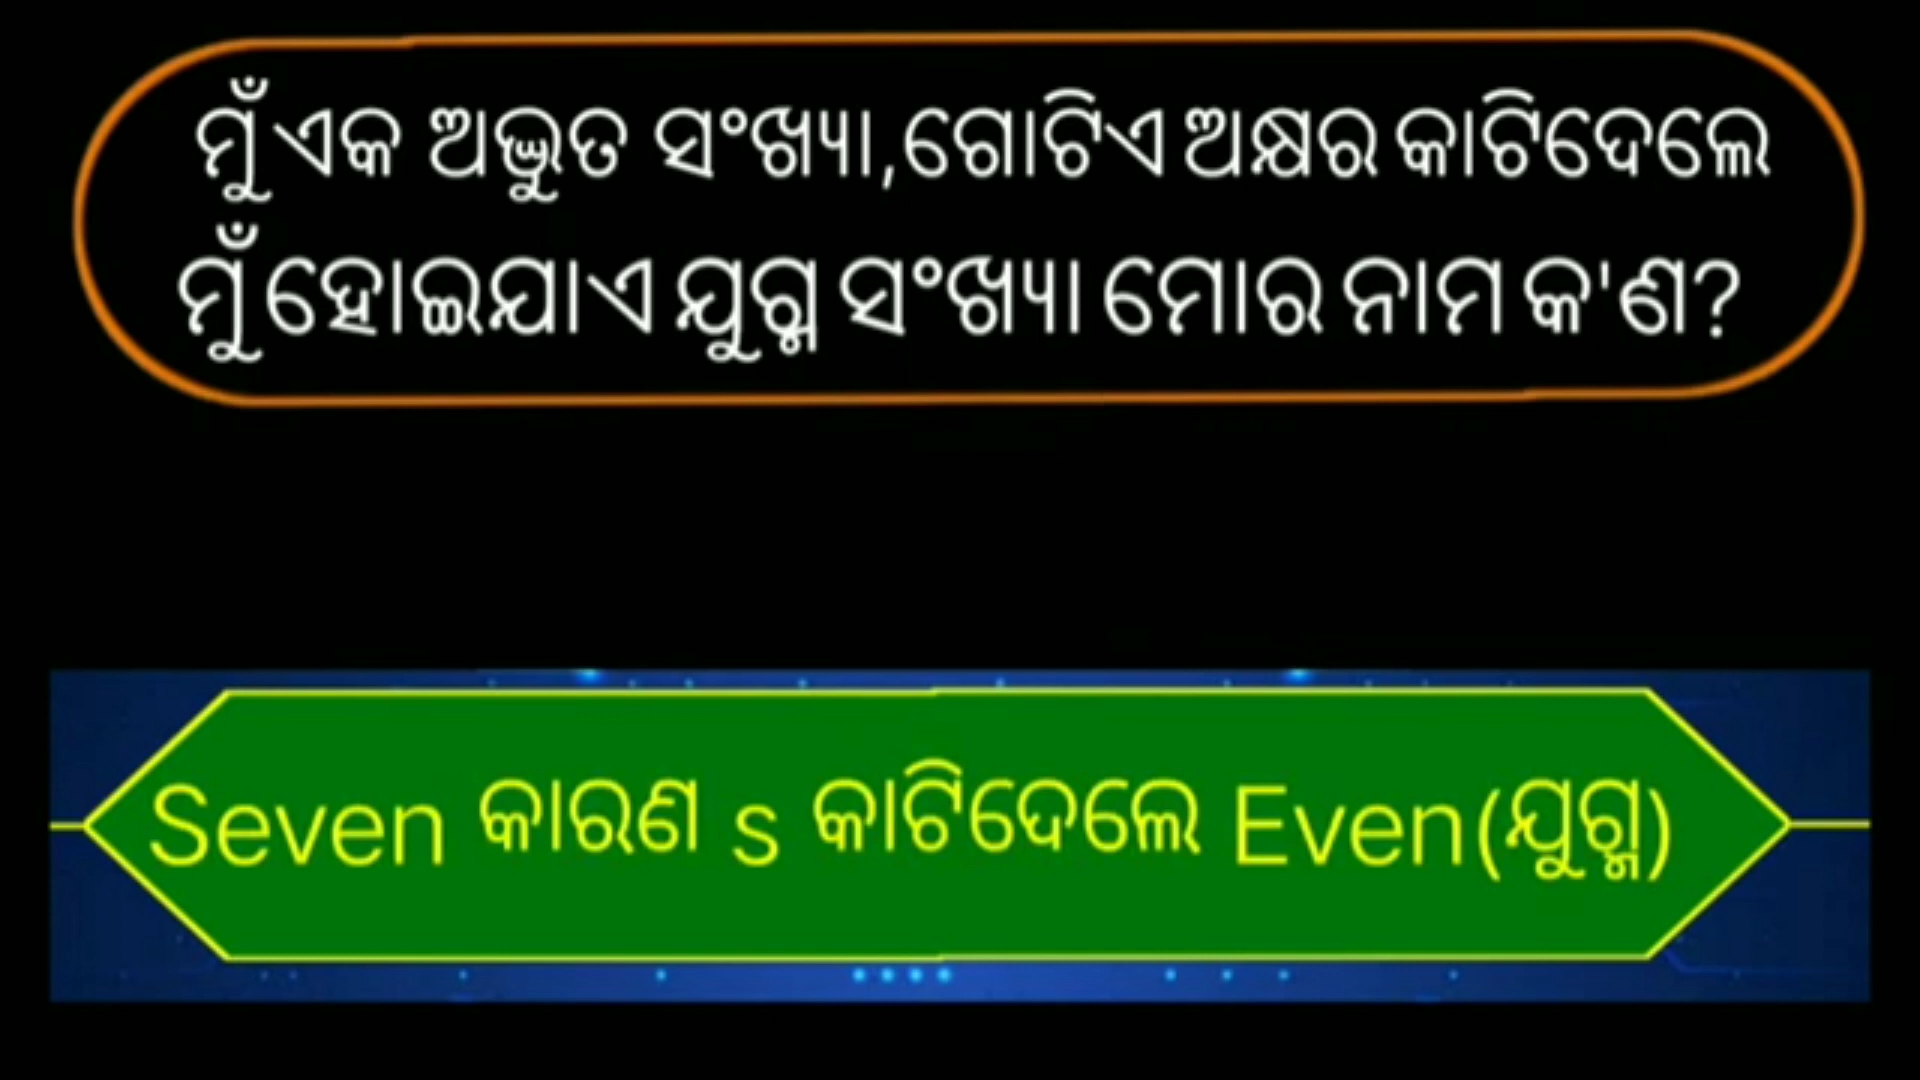 ମୁଁ ଏକ ଅଦ୍ଭୁତ ସଂଖ୍ୟା,ଗୋଟିଏ ଅକ୍ଷର କାଟିଦେଲେ
ମୁଁ ହୋଇଯାଏ ଯୁଗ୍ମ ସଂଖ୍ୟା ମୋର ନାମ କ'ଣ?
Seven କାରଣ s କାଟିଦେଲେ Even(ଯୁଗ୍ମ)